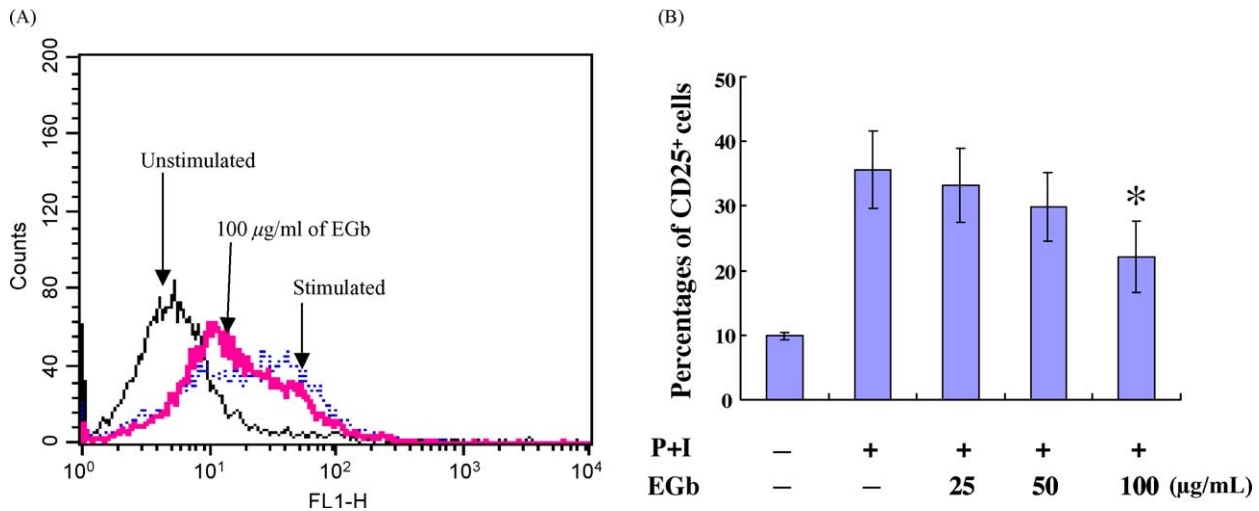 (A)
200
160
120
80
40
0
Counts
Unstimulated
100 μg/ml of EGb
Stimulated
10⁰ 10¹ 10² 10³ 10⁴
FL1-H
(B)
50
40
30
20
10
0
Percentages of CD25⁺ cells
*
P+I − + + + +
EGb − − 25 50 100 (μg/mL)